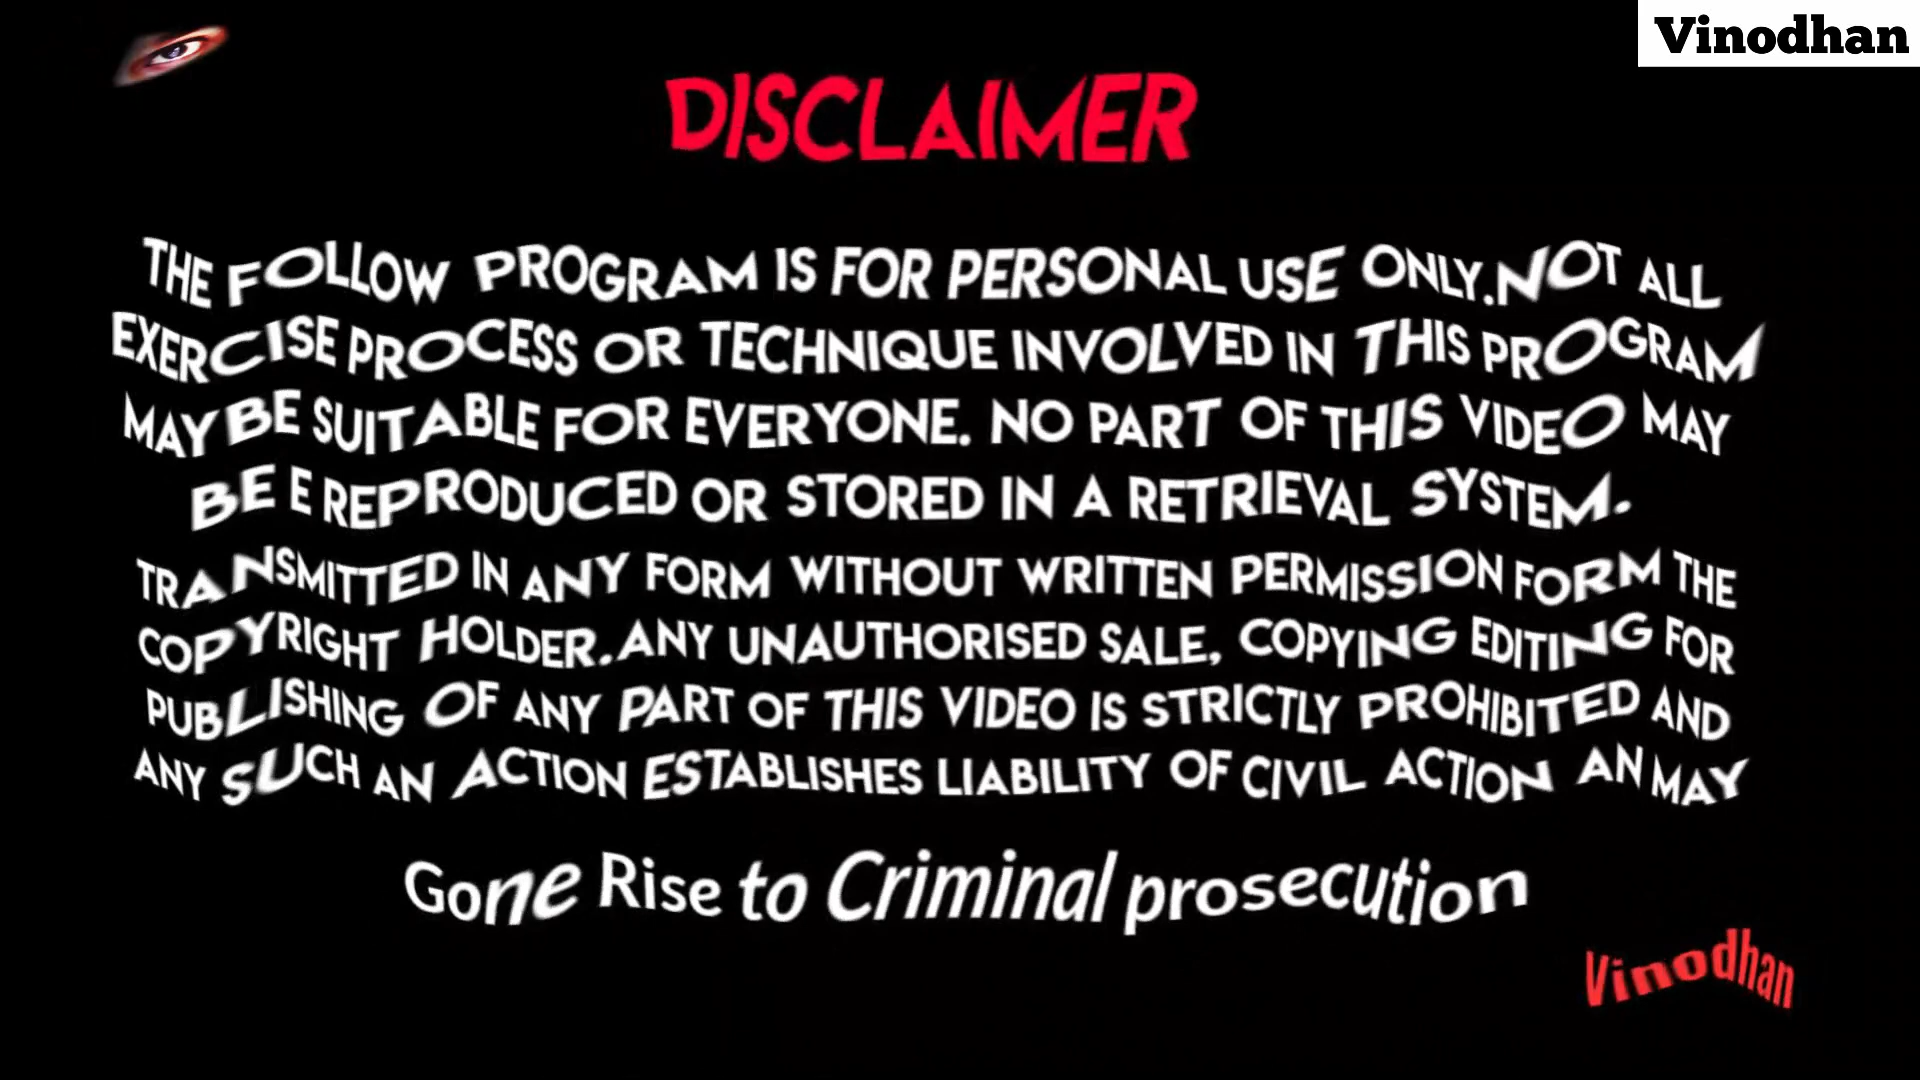 Vinodhan
DISCLAIMER
THE FOLLOW PROGRAM IS FOR PERSONAL USE ONLY.NOT ALL
EXERCISE PROCESS OR TECHNIQUE INVOLVED IN THIS PROGRAM
MAY BE SUITABLE FOR EVERYONE. NO PART OF THIS VIDEO MAY
BE E REPRODUCED OR STORED IN A RETRIEVAL SYSTEM.
TRANSMITTED IN ANY FORM WITHOUT WRITTEN PERMISSION FORM THE
COPYRIGHT HOLDER.ANY UNAUTHORISED SALE, COPYING EDITING FOR
PUBLISHING OF ANY PART OF THIS VIDEO IS STRICTLY PROHIBITED AND
ANY SUCH AN ACTION ESTABLISHES LIABILITY OF CIVIL ACTION AN MAY
Gone Rise to Criminal prosecution
Vinodhan